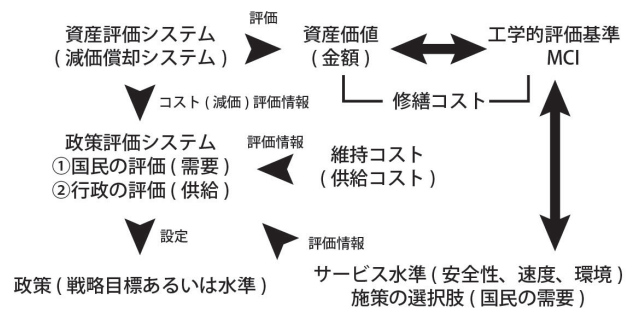 資産評価システム
(減価償却システム)
評価
資産価値
(金額)
工学的評価基準
MCI
修繕コスト
コスト(減価)評価情報
政策評価システム
①国民の評価(需要)
②行政の評価(供給)
評価情報
維持コスト
(供給コスト)
設定
評価情報
政策(戦略目標あるいは水準)
サービス水準(安全性、速度、環境)
施策の選択肢(国民の需要)